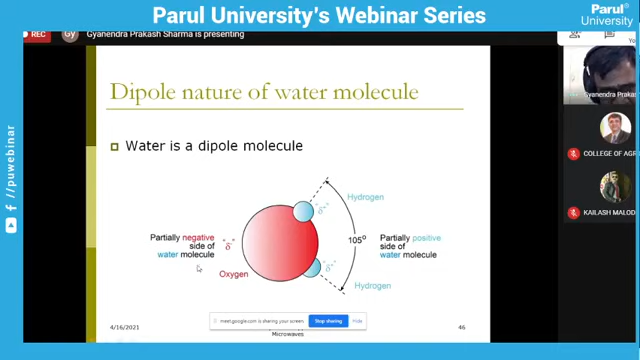 Parul University's Webinar Series
Parul®
University
REC
Gy
Gyanendra Prakash Sharma is presenting
Yo
Dipole nature of water molecule
Water is a dipole molecule
Hydrogen
"δ"
Partially negative
side of
water molecule
"δ"
105°
Partially positive
side of
water molecule
Oxygen
"δ"
Hydrogen
meet.google.com is sharing your screen.
Stop sharing
Hide
4/16/2021
Microwaves
46
Gyanendra Prakas
COLLEGE OF AGR
KAILASH MALOD
/puwebinar